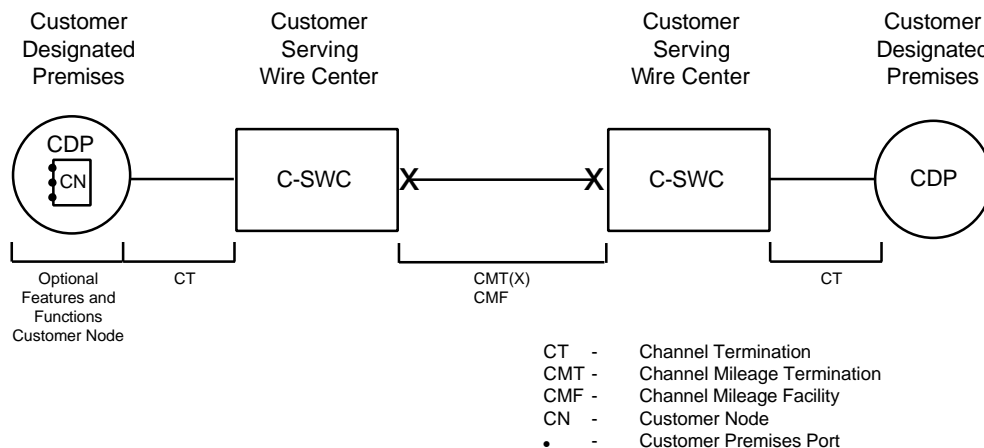 Customer
Designated
Premises
Customer
Serving
Wire Center
Customer
Serving
Wire Center
Customer
Designated
Premises
CDP
CN
C-SWC
X
X
C-SWC
CDP
Optional
Features and
Functions
Customer Node
CT
CMT(X)
CMF
CT
CT - Channel Termination
CMT - Channel Mileage Termination
CMF - Channel Mileage Facility
CN - Customer Node
• - Customer Premises Port